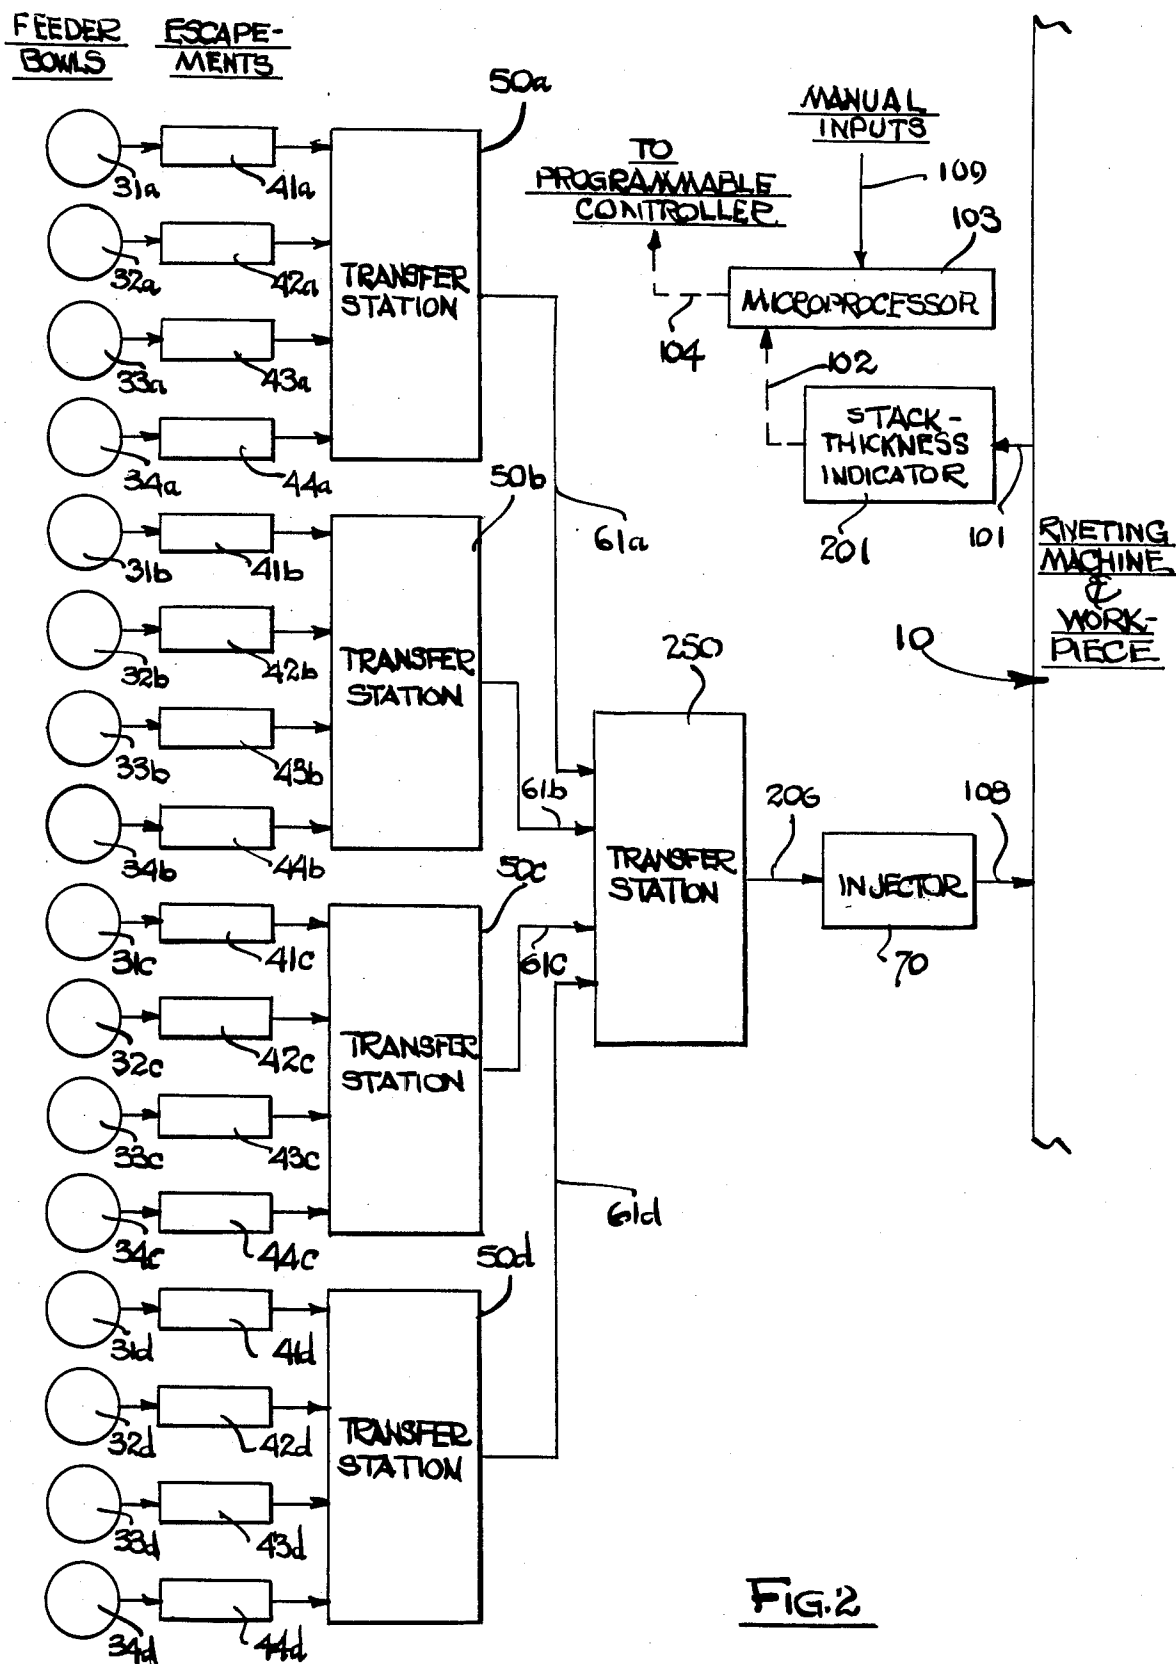 FEEDER
BOWLS
ESCAPE-
MENTS
50a
31a
41a
32a
42a
33a
43a
34a
44a
TRANSFER
STATION
61a
50b
31b
41b
32b
42b
33b
43b
34b
44b
TRANSFER
STATION
61b
50c
31c
41c
32c
42c
33c
43c
34c
44c
TRANSFER
STATION
61c
50d
31d
41d
32d
42d
33d
43d
34d
44d
TRANSFER
STATION
61d
MANUAL
INPUTS
100
103
TO
PROGRAMMABLE
CONTROLLER
MICROPROCESSOR
104
102
STACK-
THICKNESS
INDICATOR
201
101
RIVETING
MACHINE
&
WORK-
PIECE
10
250
TRANSFER
STATION
206
INJECTOR
70
108
FIG. 2